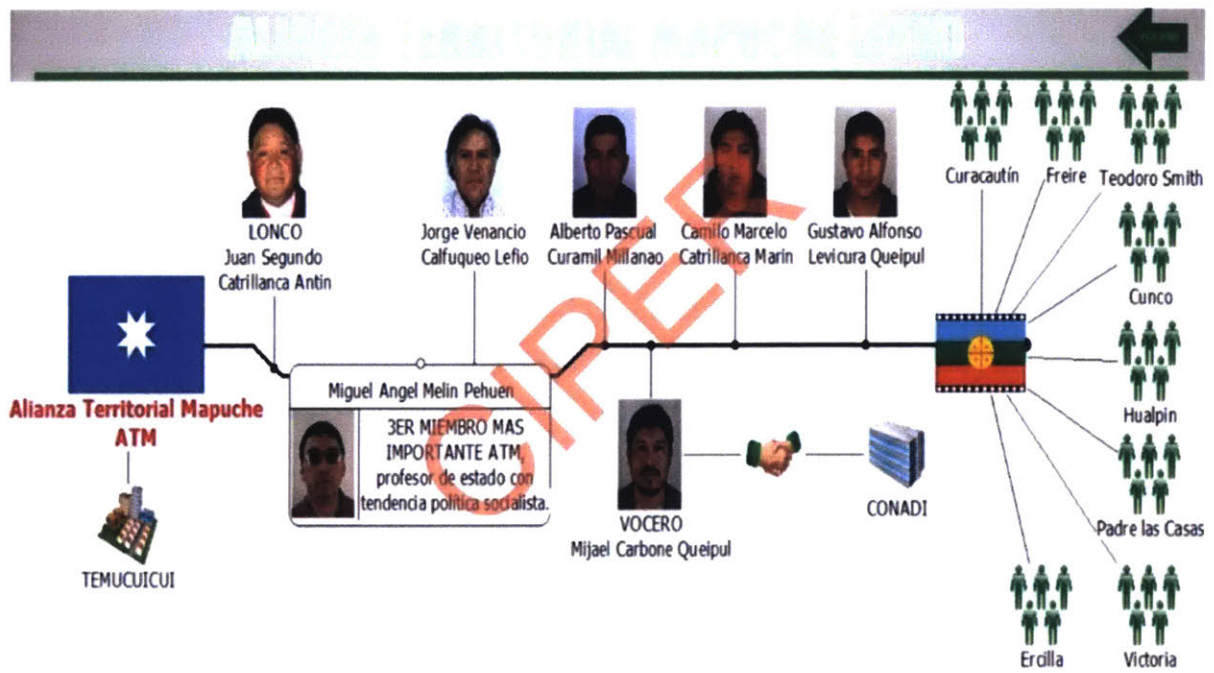 LONCO
Juan Segundo
Catrillanca Antin
Jorge Venancio
Calfuqueo Lefio
Alberto Pascual
Curamil Millanao
Camilo Marcelo
Catrillanca Marin
Gustavo Alfonso
Levicura Queipul
Curacautín
Freire
Teodoro Smith
Cunco
Hualpin
Padre las Casas
Ercilla
Victoria
Alianza Territorial Mapuche
ATM
TEMUCUICUI
Miguel Angel Melin Pehuen
3ER MIEMBRO MAS
IMPORTANTE ATM,
profesor de estado con
tendencia política socialista.
VOCERO
Mijael Carbone Queipul
CONADI
CIPER